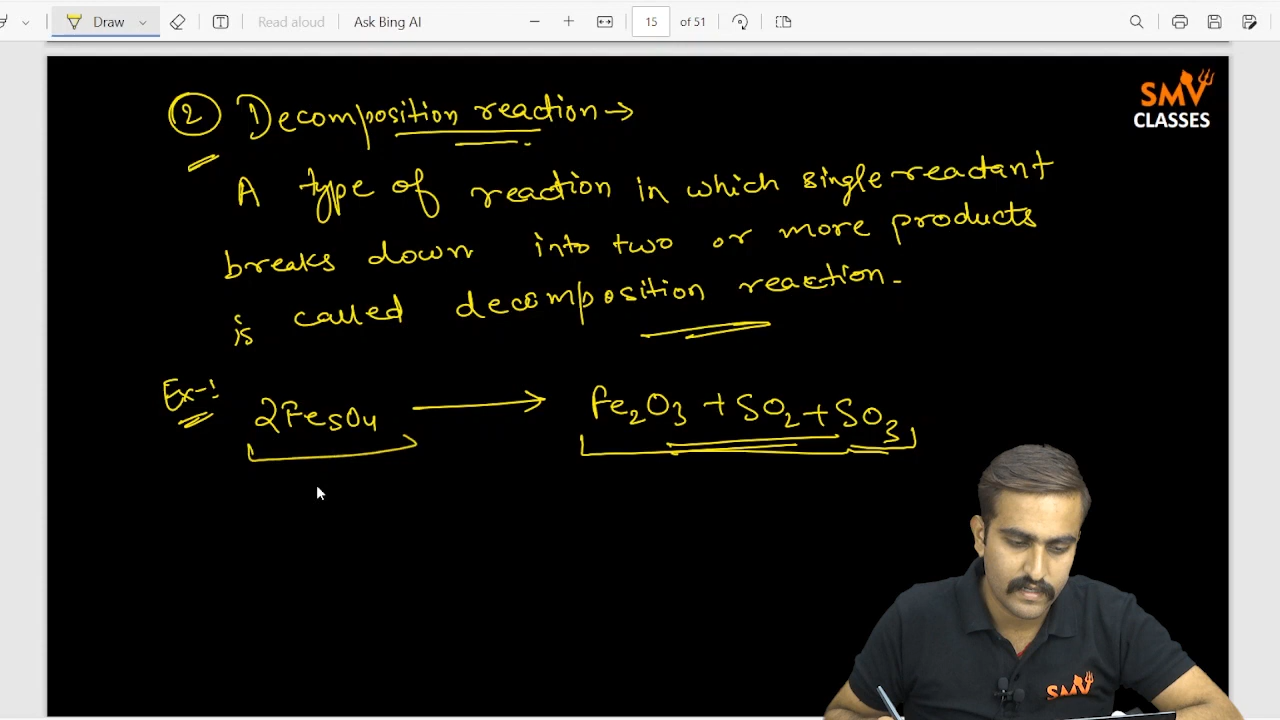 Draw
Read aloud
Ask Bing AI
15 of 51
SMV
CLASSES
2 Decomposition reaction →
A type of reaction in which single reactant
breaks down into two or more products
is called decomposition reaction.
Ex-:
2FeSO4 → Fe2O3 + SO2 + SO3
SMV